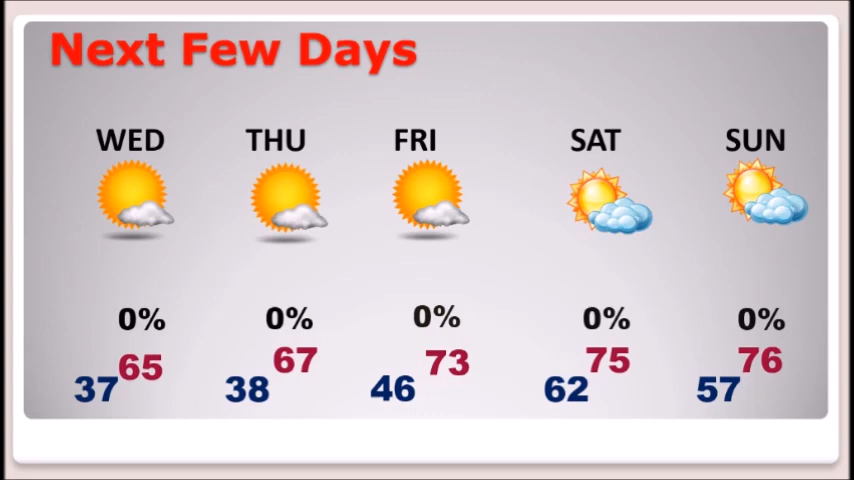 Next Few Days
WED THU FRI SAT SUN
0% 0% 0% 0% 0%
65 67 73 75 76
37 38 46 62 57